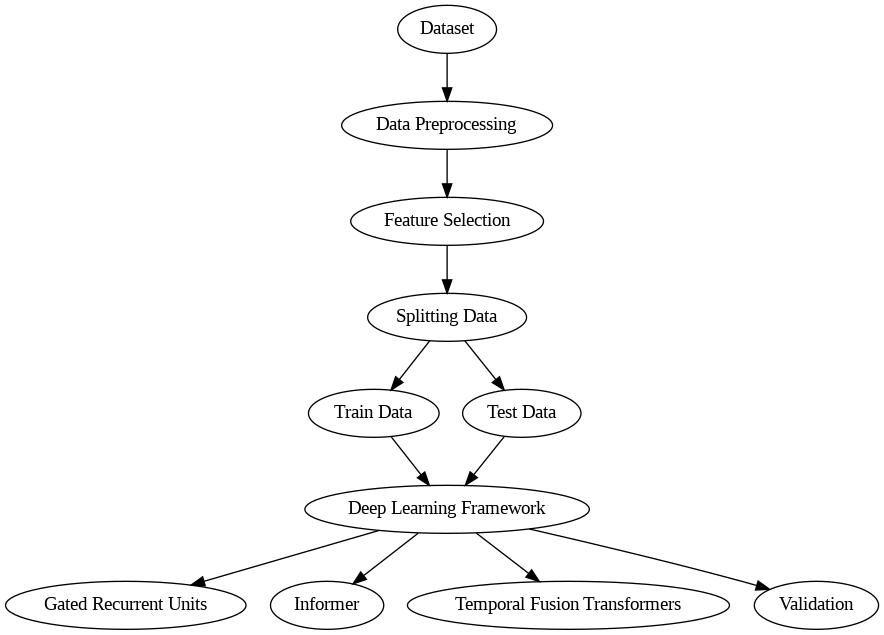 Dataset
Data Preprocessing
Feature Selection
Splitting Data
Train Data
Test Data
Deep Learning Framework
Gated Recurrent Units
Informer
Temporal Fusion Transformers
Validation